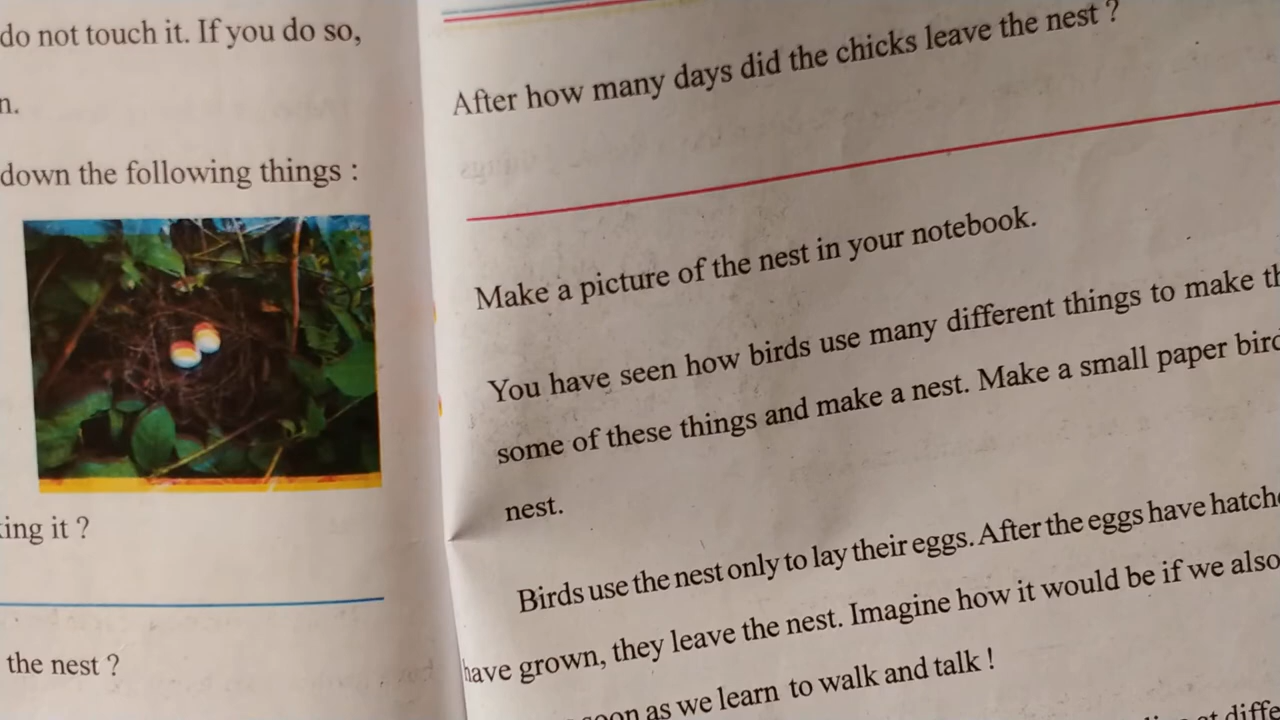 do not touch it. If you do so,
n.
down the following things :
ing it ?
the nest ?
After how many days did the chicks leave the nest ?
Make a picture of the nest in your notebook.
You have seen how birds use many different things to make th
some of these things and make a nest. Make a small paper bird
nest.
Birds use the nest only to lay their eggs. After the eggs have hatche
have grown, they leave the nest. Imagine how it would be if we also
soon as we learn to walk and talk !
at diffe